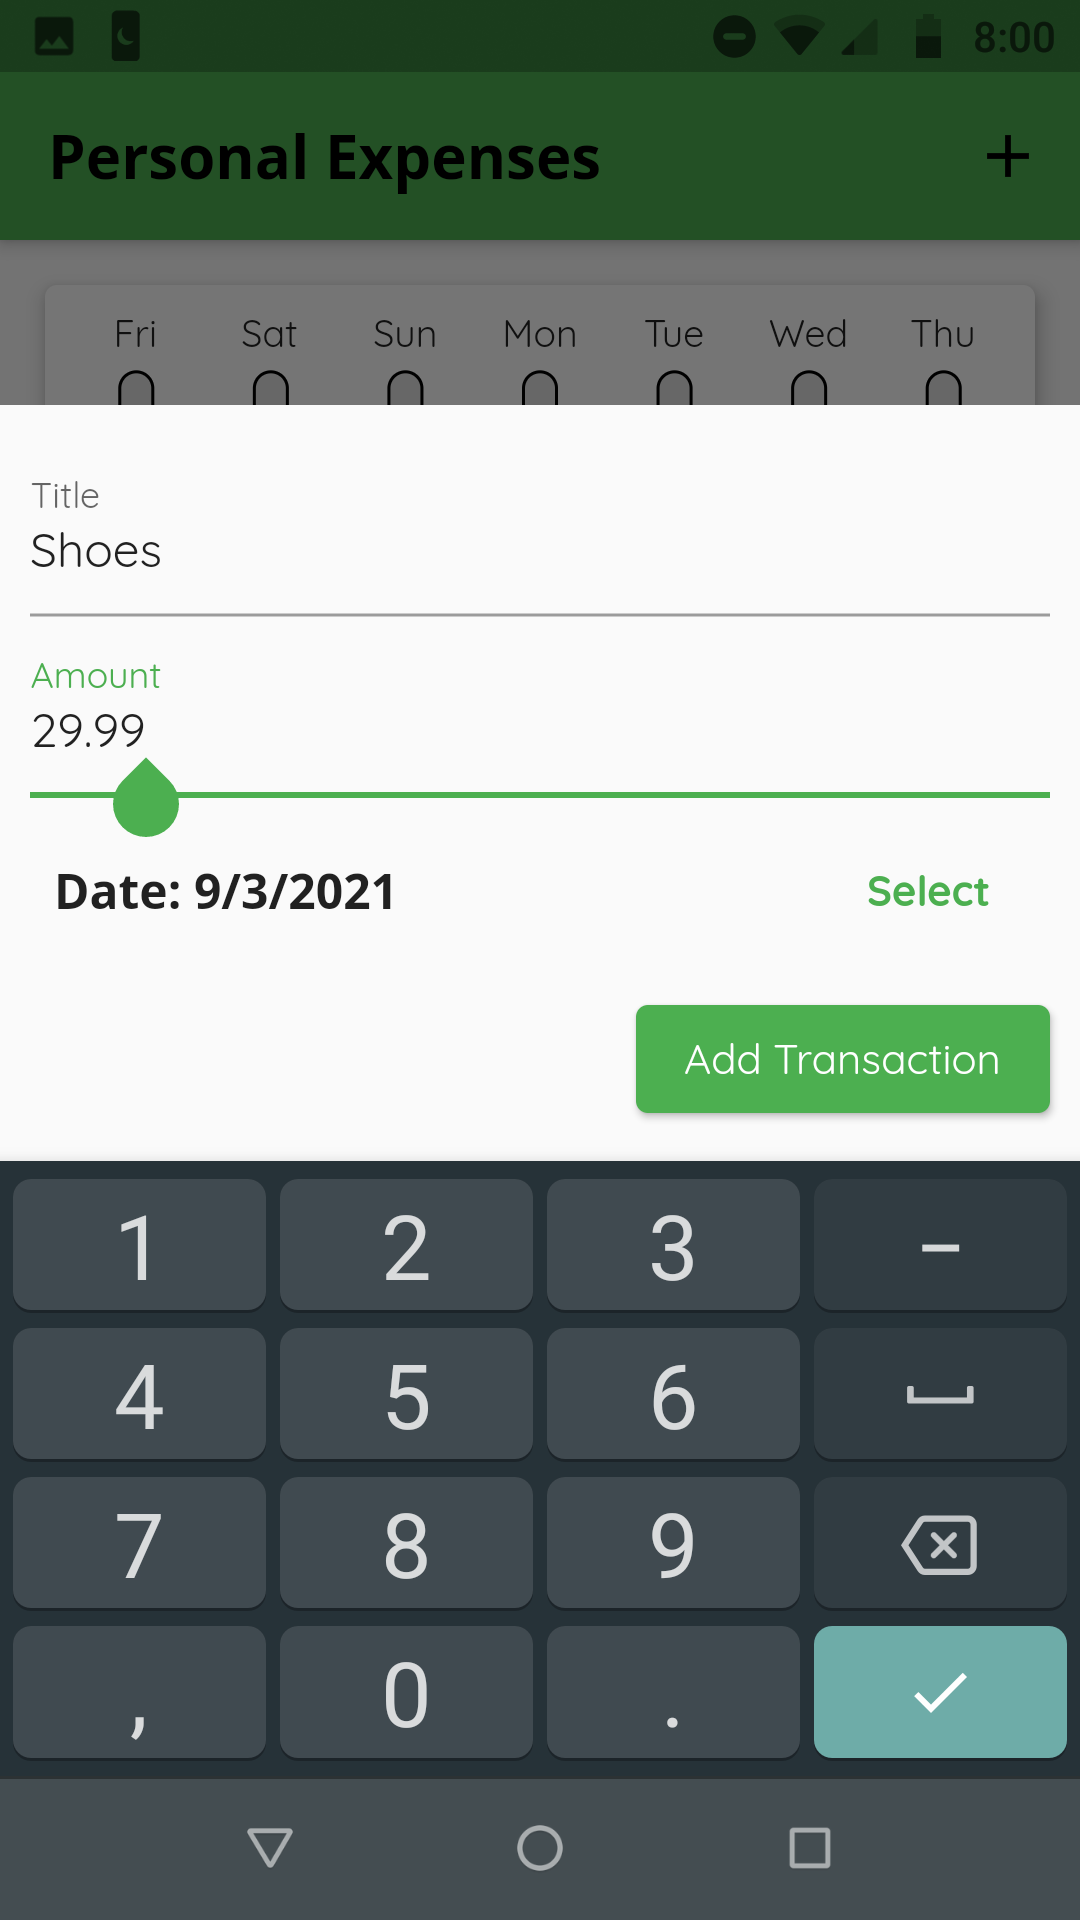 8:00
Personal Expenses +
Fri Sat Sun Mon Tue Wed Thu
Title
Shoes
Amount
29.99
Date: 9/3/2021 Select
Add Transaction
1 2 3 –
4 5 6
7 8 9
, 0 .